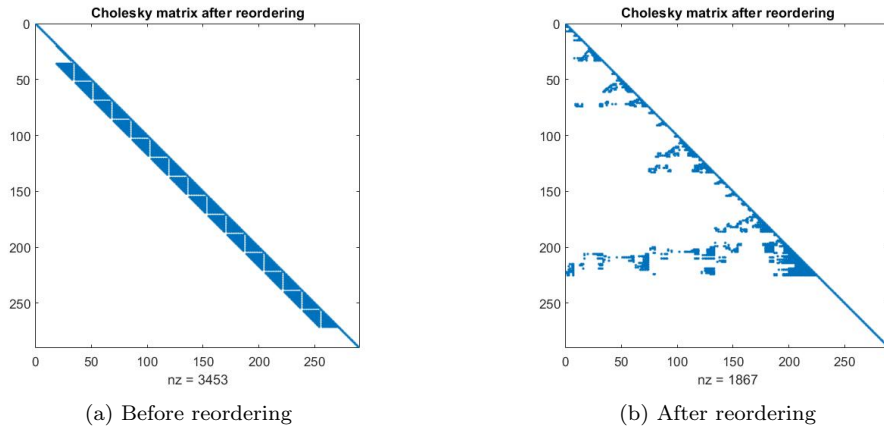 Cholesky matrix after reordering
0
50
100
150
200
250
0 50 100 150 200 250
nz = 3453
(a) Before reordering
Cholesky matrix after reordering
0
50
100
150
200
250
0 50 100 150 200 250
nz = 1867
(b) After reordering